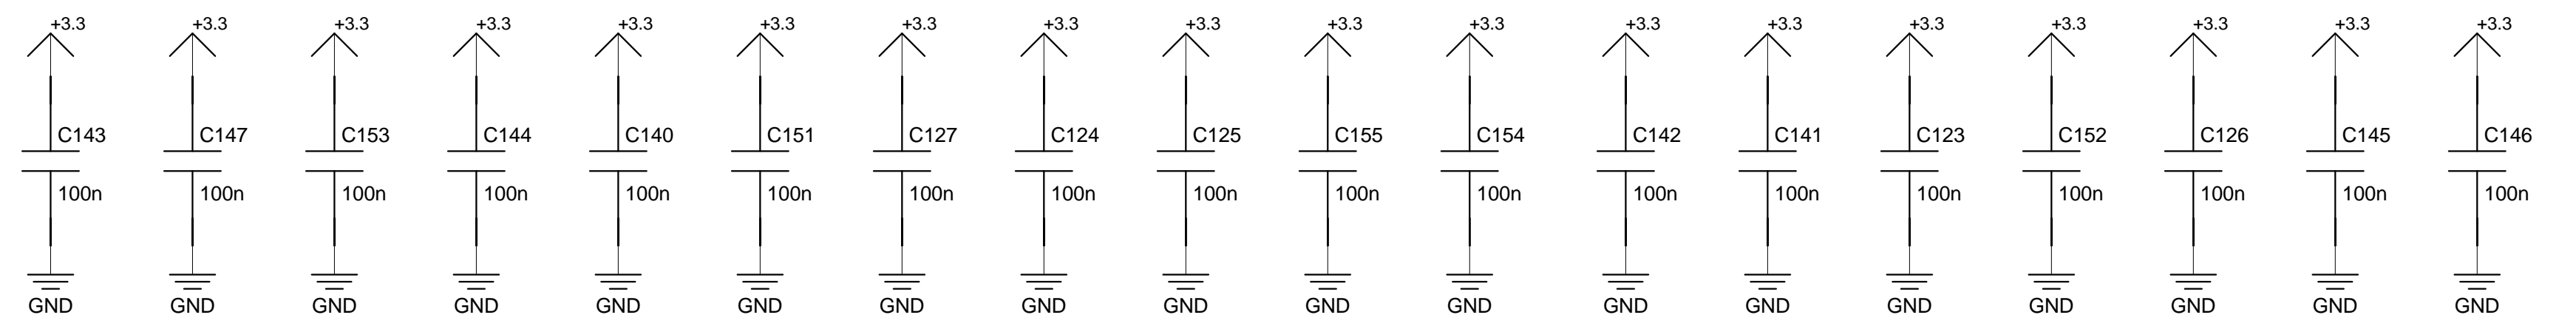 +3.3 +3.3 +3.3 +3.3 +3.3 +3.3 +3.3 +3.3 +3.3 +3.3 +3.3 +3.3 +3.3 +3.3 +3.3 +3.3 +3.3 +3.3
C143 C147 C153 C144 C140 C151 C127 C124 C125 C155 C154 C142 C141 C123 C152 C126 C145 C146
100n 100n 100n 100n 100n 100n 100n 100n 100n 100n 100n 100n 100n 100n 100n 100n 100n 100n
GND GND GND GND GND GND GND GND GND GND GND GND GND GND GND GND GND GND